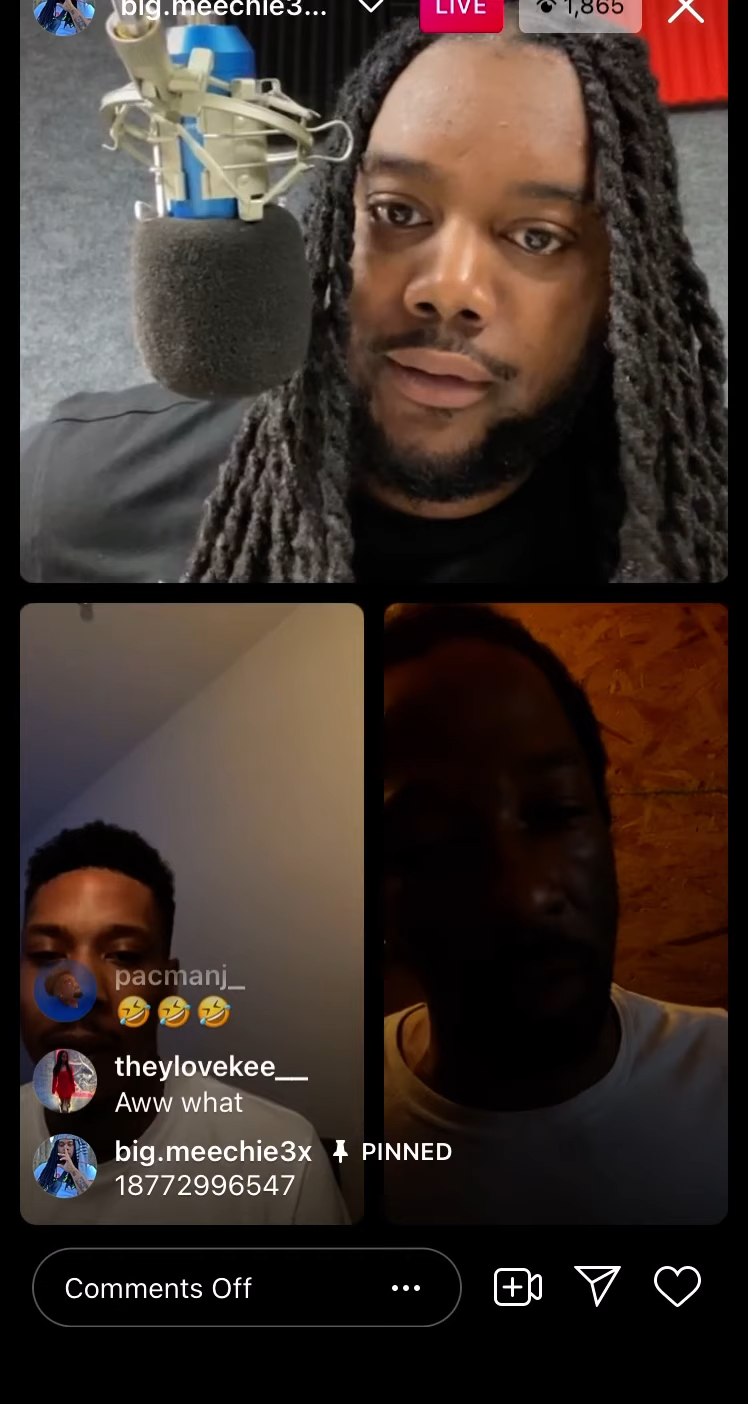 big.meechie3...
LIVE
1,865
pacmanj_
🤣🤣🤣
theylovekee__
Aww what
big.meechie3x PINNED
18772996547
Comments Off